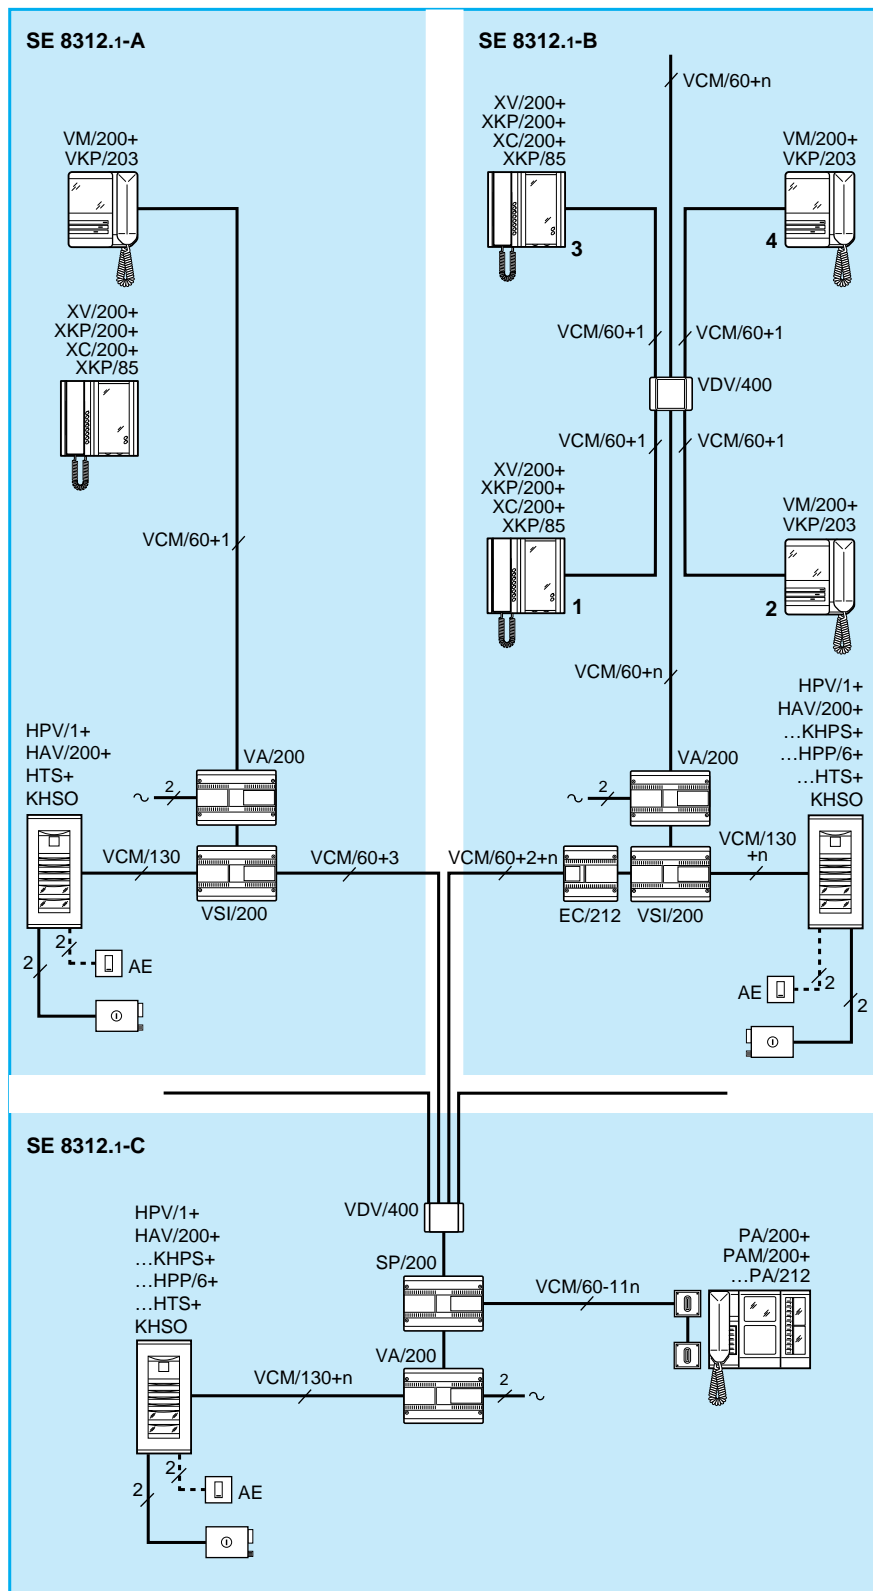 SE 8312.1-A
VM/200+
VKP/203
XV/200+
XKP/200+
XC/200+
XKP/85
VCM/60+1
HPV/1+
HAV/200+
HTS+
KHSO
VA/200
2
VCM/130
VCM/60+3
VSI/200
2
2
AE
SE 8312.1-B
VCM/60+n
XV/200+
XKP/200+
XC/200+
XKP/85
3
VM/200+
VKP/203
4
VCM/60+1
VCM/60+1
VDV/400
VCM/60+1
VCM/60+1
XV/200+
XKP/200+
XC/200+
XKP/85
1
VM/200+
VKP/203
2
VCM/60+n
HPV/1+
HAV/200+
...KHPS+
...HPP/6+
...HTS+
KHSO
VA/200
2
VCM/60+2+n
VCM/130
+n
EC/212
VSI/200
2
AE
2
SE 8312.1-C
VDV/400
HPV/1+
HAV/200+
...KHPS+
...HPP/6+
...HTS+
KHSO
SP/200
VCM/60-11n
PA/200+
PAM/200+
...PA/212
VA/200
VCM/130+n
2
2
2
AE